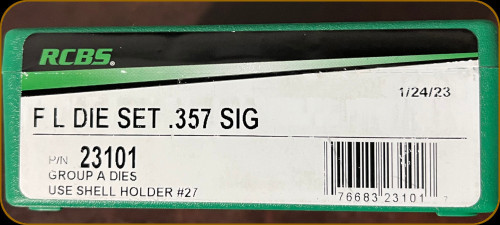 RCBS.
1/24/23
F L DIE SET .357 SIG
P/N 23101
GROUP A DIES
USE SHELL HOLDER #27
76683 23101